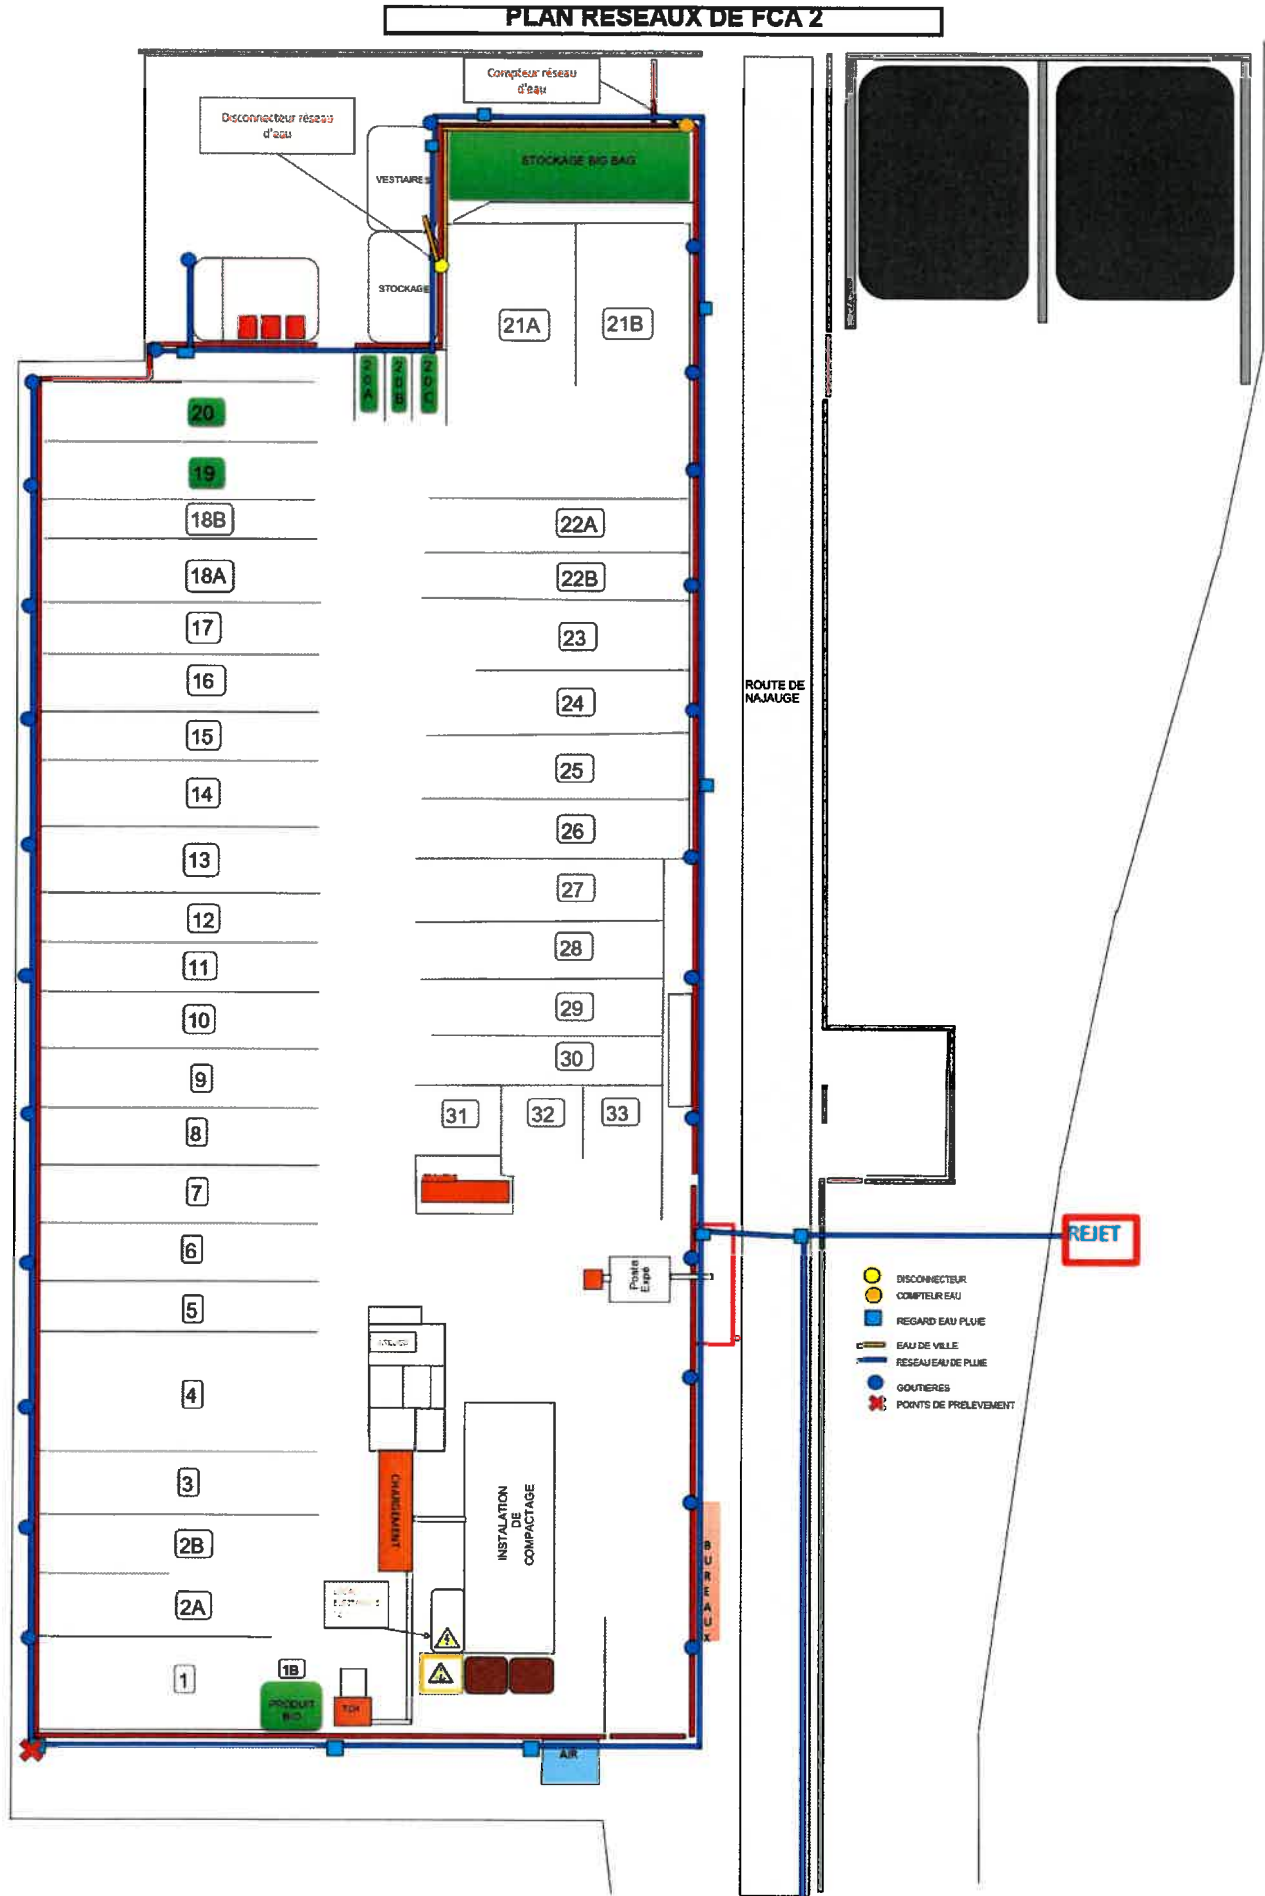 PLAN RESEAUX DE FCA 2
Compteur réseau
d'eau
Disconnecteur réseau
d'eau
STOCKAGE BIG BAG
VESTIAIRES
STOCKAGE
21A
21B
20A
20B
20C
20
19
18B
18A
17
16
15
14
13
12
11
10
9
8
7
6
5
4
3
2B
2A
1
1B
PRODUIT
BIO
22A
22B
23
24
25
26
27
28
29
30
31
32
33
ROUTE DE
NAJAUGE
Poste
Expé
ATELIER
CHARGEMENT
INSTALATION
DE
COMPACTAGE
BUREAUX
AIR
REJET
DISCONNECTEUR
COMPTEUR EAU
REGARD EAU PLUIE
EAU DE VILLE
RESEAU EAU DE PLUIE
GOUTIERES
POINTS DE PRELEVEMENT